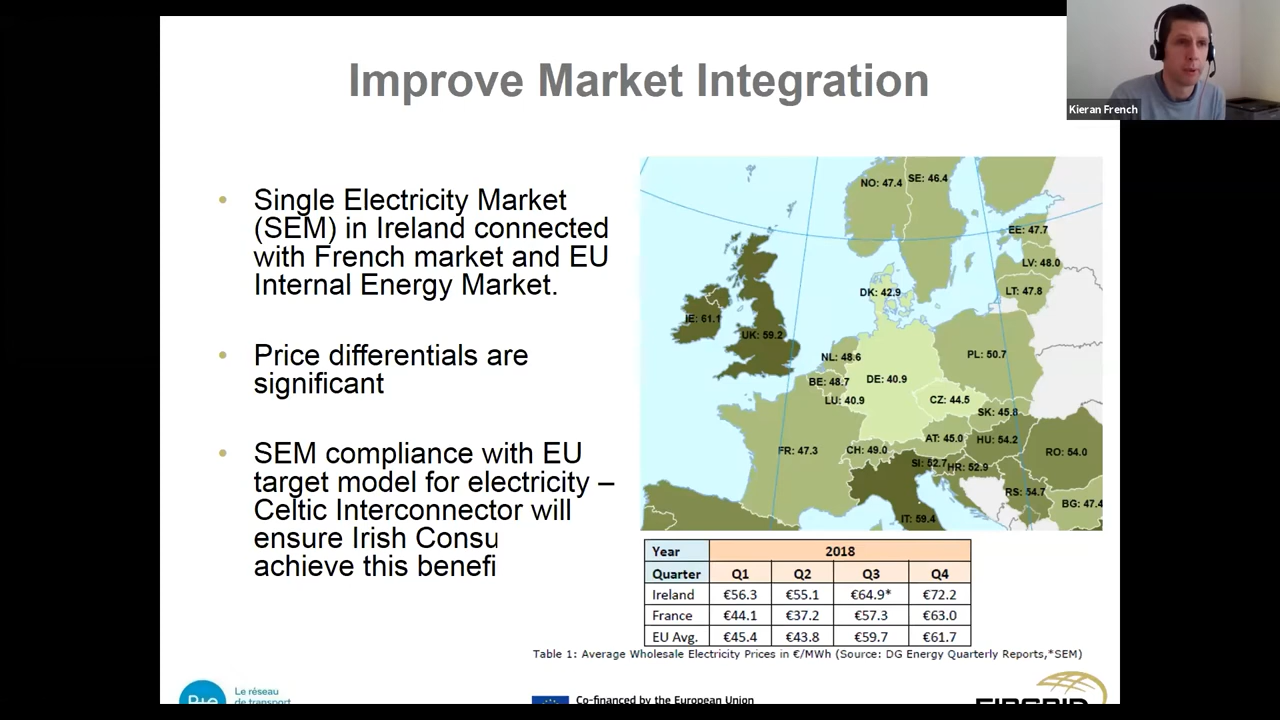 Improve Market Integration
Kieran French
• Single Electricity Market
(SEM) in Ireland connected
with French market and EU
Internal Energy Market.
• Price differentials are
significant
• SEM compliance with EU
target model for electricity –
Celtic Interconnector will
ensure Irish Consu
achieve this benefi
NO: 47.4
SE: 46.4
EE: 47.7
LV: 48.0
LT: 47.8
DK: 42.9
IE: 61.1
UK: 59.2
NL: 48.6
PL: 50.7
BE: 48.7
DE: 40.9
LU: 40.9
CZ: 44.5
SK: 45.8
FR: 47.3
CH: 49.0
AT: 45.0
HU: 54.2
RO: 54.0
SI: 52.7
HR: 52.9
RS: 54.7
BG: 47.4
IT: 59.4
Year 2018
Quarter Q1 Q2 Q3 Q4
Ireland €56.3 €55.1 €64.9* €72.2
France €44.1 €37.2 €57.3 €63.0
EU Avg. €45.4 €43.8 €59.7 €61.7
Table 1: Average Wholesale Electricity Prices in €/MWh (Source: DG Energy Quarterly Reports,*SEM)
Rte
Le réseau
de transport
Co-financed by the European Union
EIRGRID